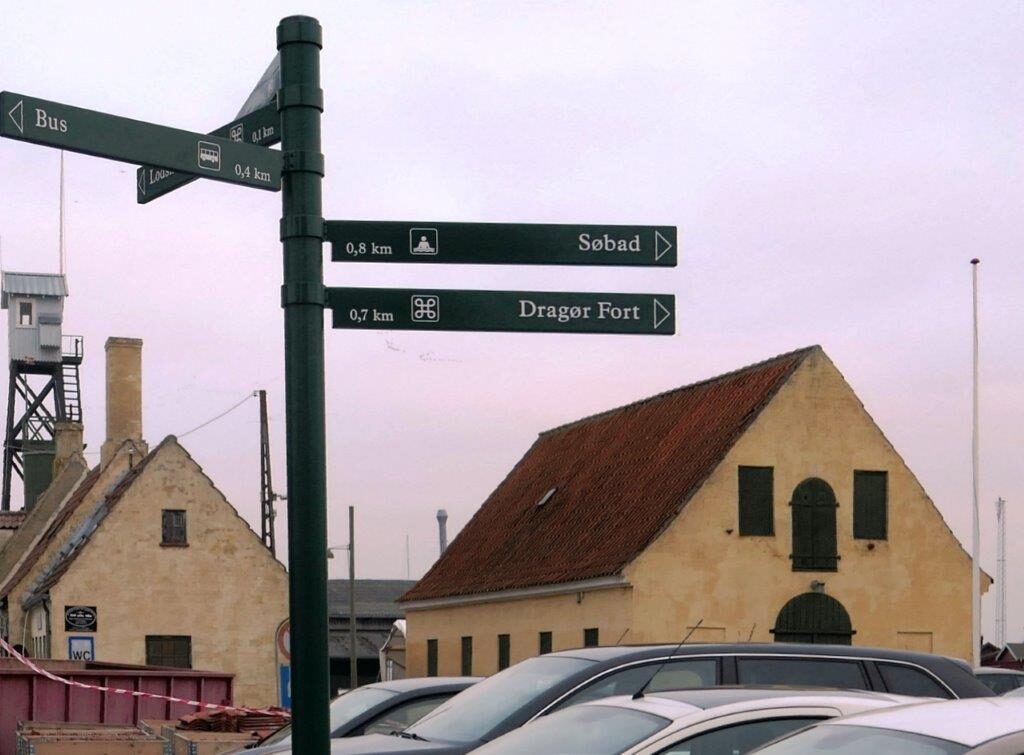 Bus
0,4 km
0,1 km
0,8 km Søbad
0,7 km Dragør Fort
WC